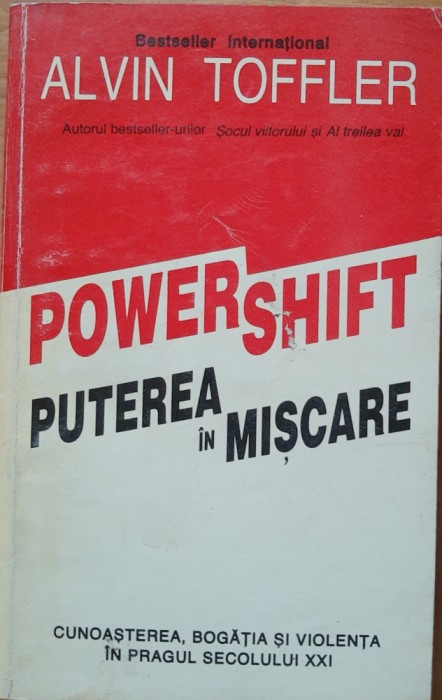 Bestseller Internațional
ALVIN TOFFLER
Autorul bestseller-urilor Șocul viitorului și Al treilea val
POWERSHIFT
PUTEREA
ÎN MIȘCARE
CUNOAȘTEREA, BOGĂȚIA ȘI VIOLENȚA
ÎN PRAGUL SECOLULUI XXI